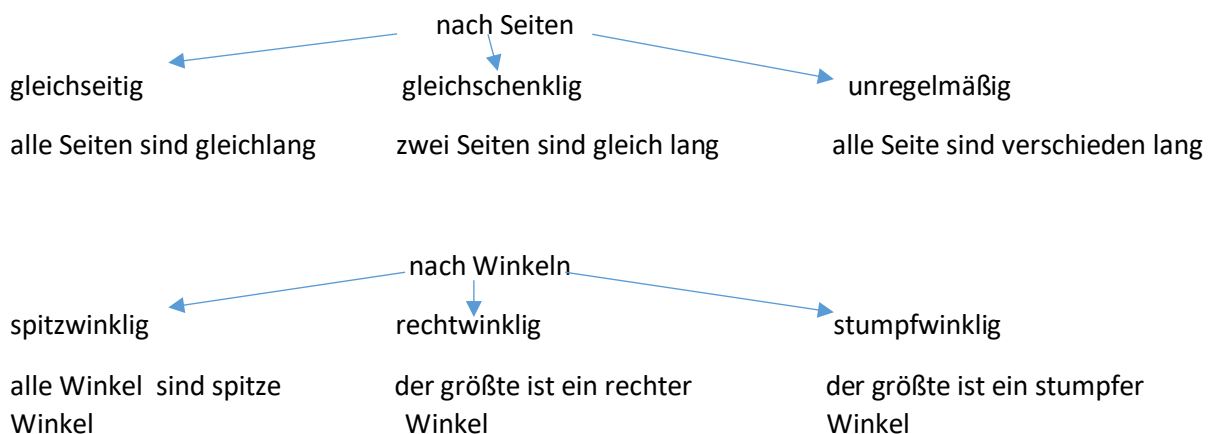 nach Seiten
gleichseitig gleichschenklig unregelmäßig
alle Seiten sind gleichlang zwei Seiten sind gleich lang alle Seite sind verschieden lang
nach Winkeln
spitzwinklig rechtwinklig stumpfwinklig
alle Winkel sind spitze der größte ist ein rechter der größte ist ein stumpfer
Winkel Winkel Winkel